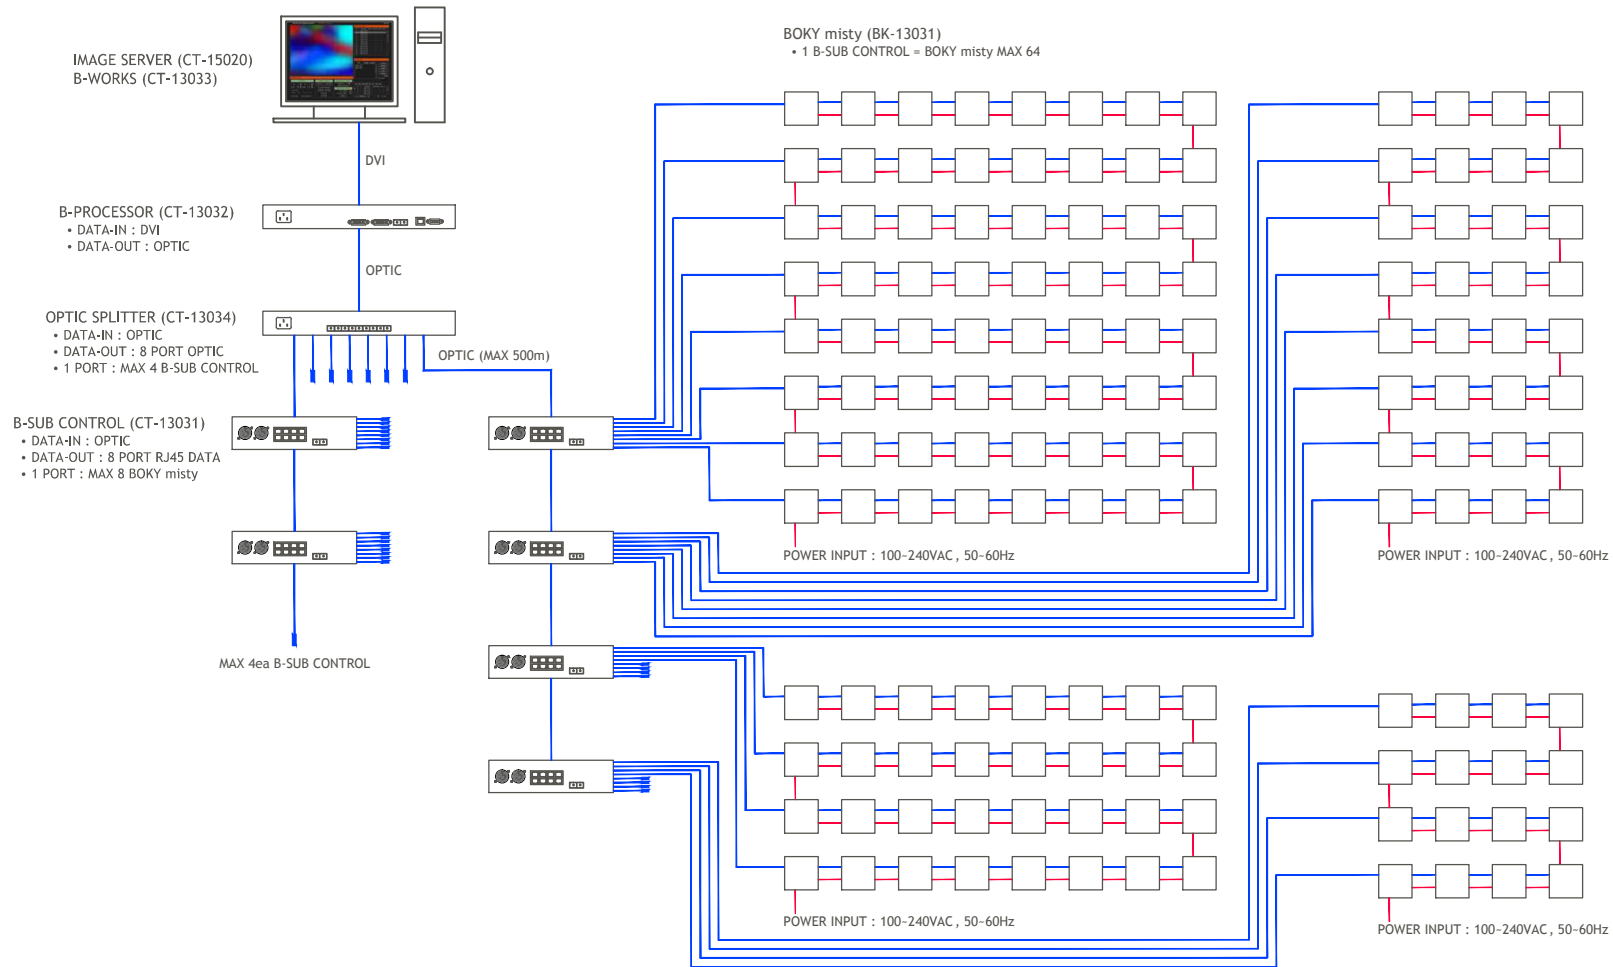 IMAGE SERVER (CT-15020)
B-WORKS (CT-13033)
DVI
B-PROCESSOR (CT-13032)
• DATA-IN : DVI
• DATA-OUT : OPTIC
OPTIC
OPTIC SPLITTER (CT-13034)
• DATA-IN : OPTIC
• DATA-OUT : 8 PORT OPTIC
• 1 PORT : MAX 4 B-SUB CONTROL
OPTIC (MAX 500m)
B-SUB CONTROL (CT-13031)
• DATA-IN : OPTIC
• DATA-OUT : 8 PORT RJ45 DATA
• 1 PORT : MAX 8 BOKY misty
MAX 4ea B-SUB CONTROL
BOKY misty (BK-13031)
• 1 B-SUB CONTROL = BOKY misty MAX 64
POWER INPUT : 100~240VAC , 50~60Hz
POWER INPUT : 100~240VAC , 50~60Hz
POWER INPUT : 100~240VAC , 50~60Hz
POWER INPUT : 100~240VAC , 50~60Hz